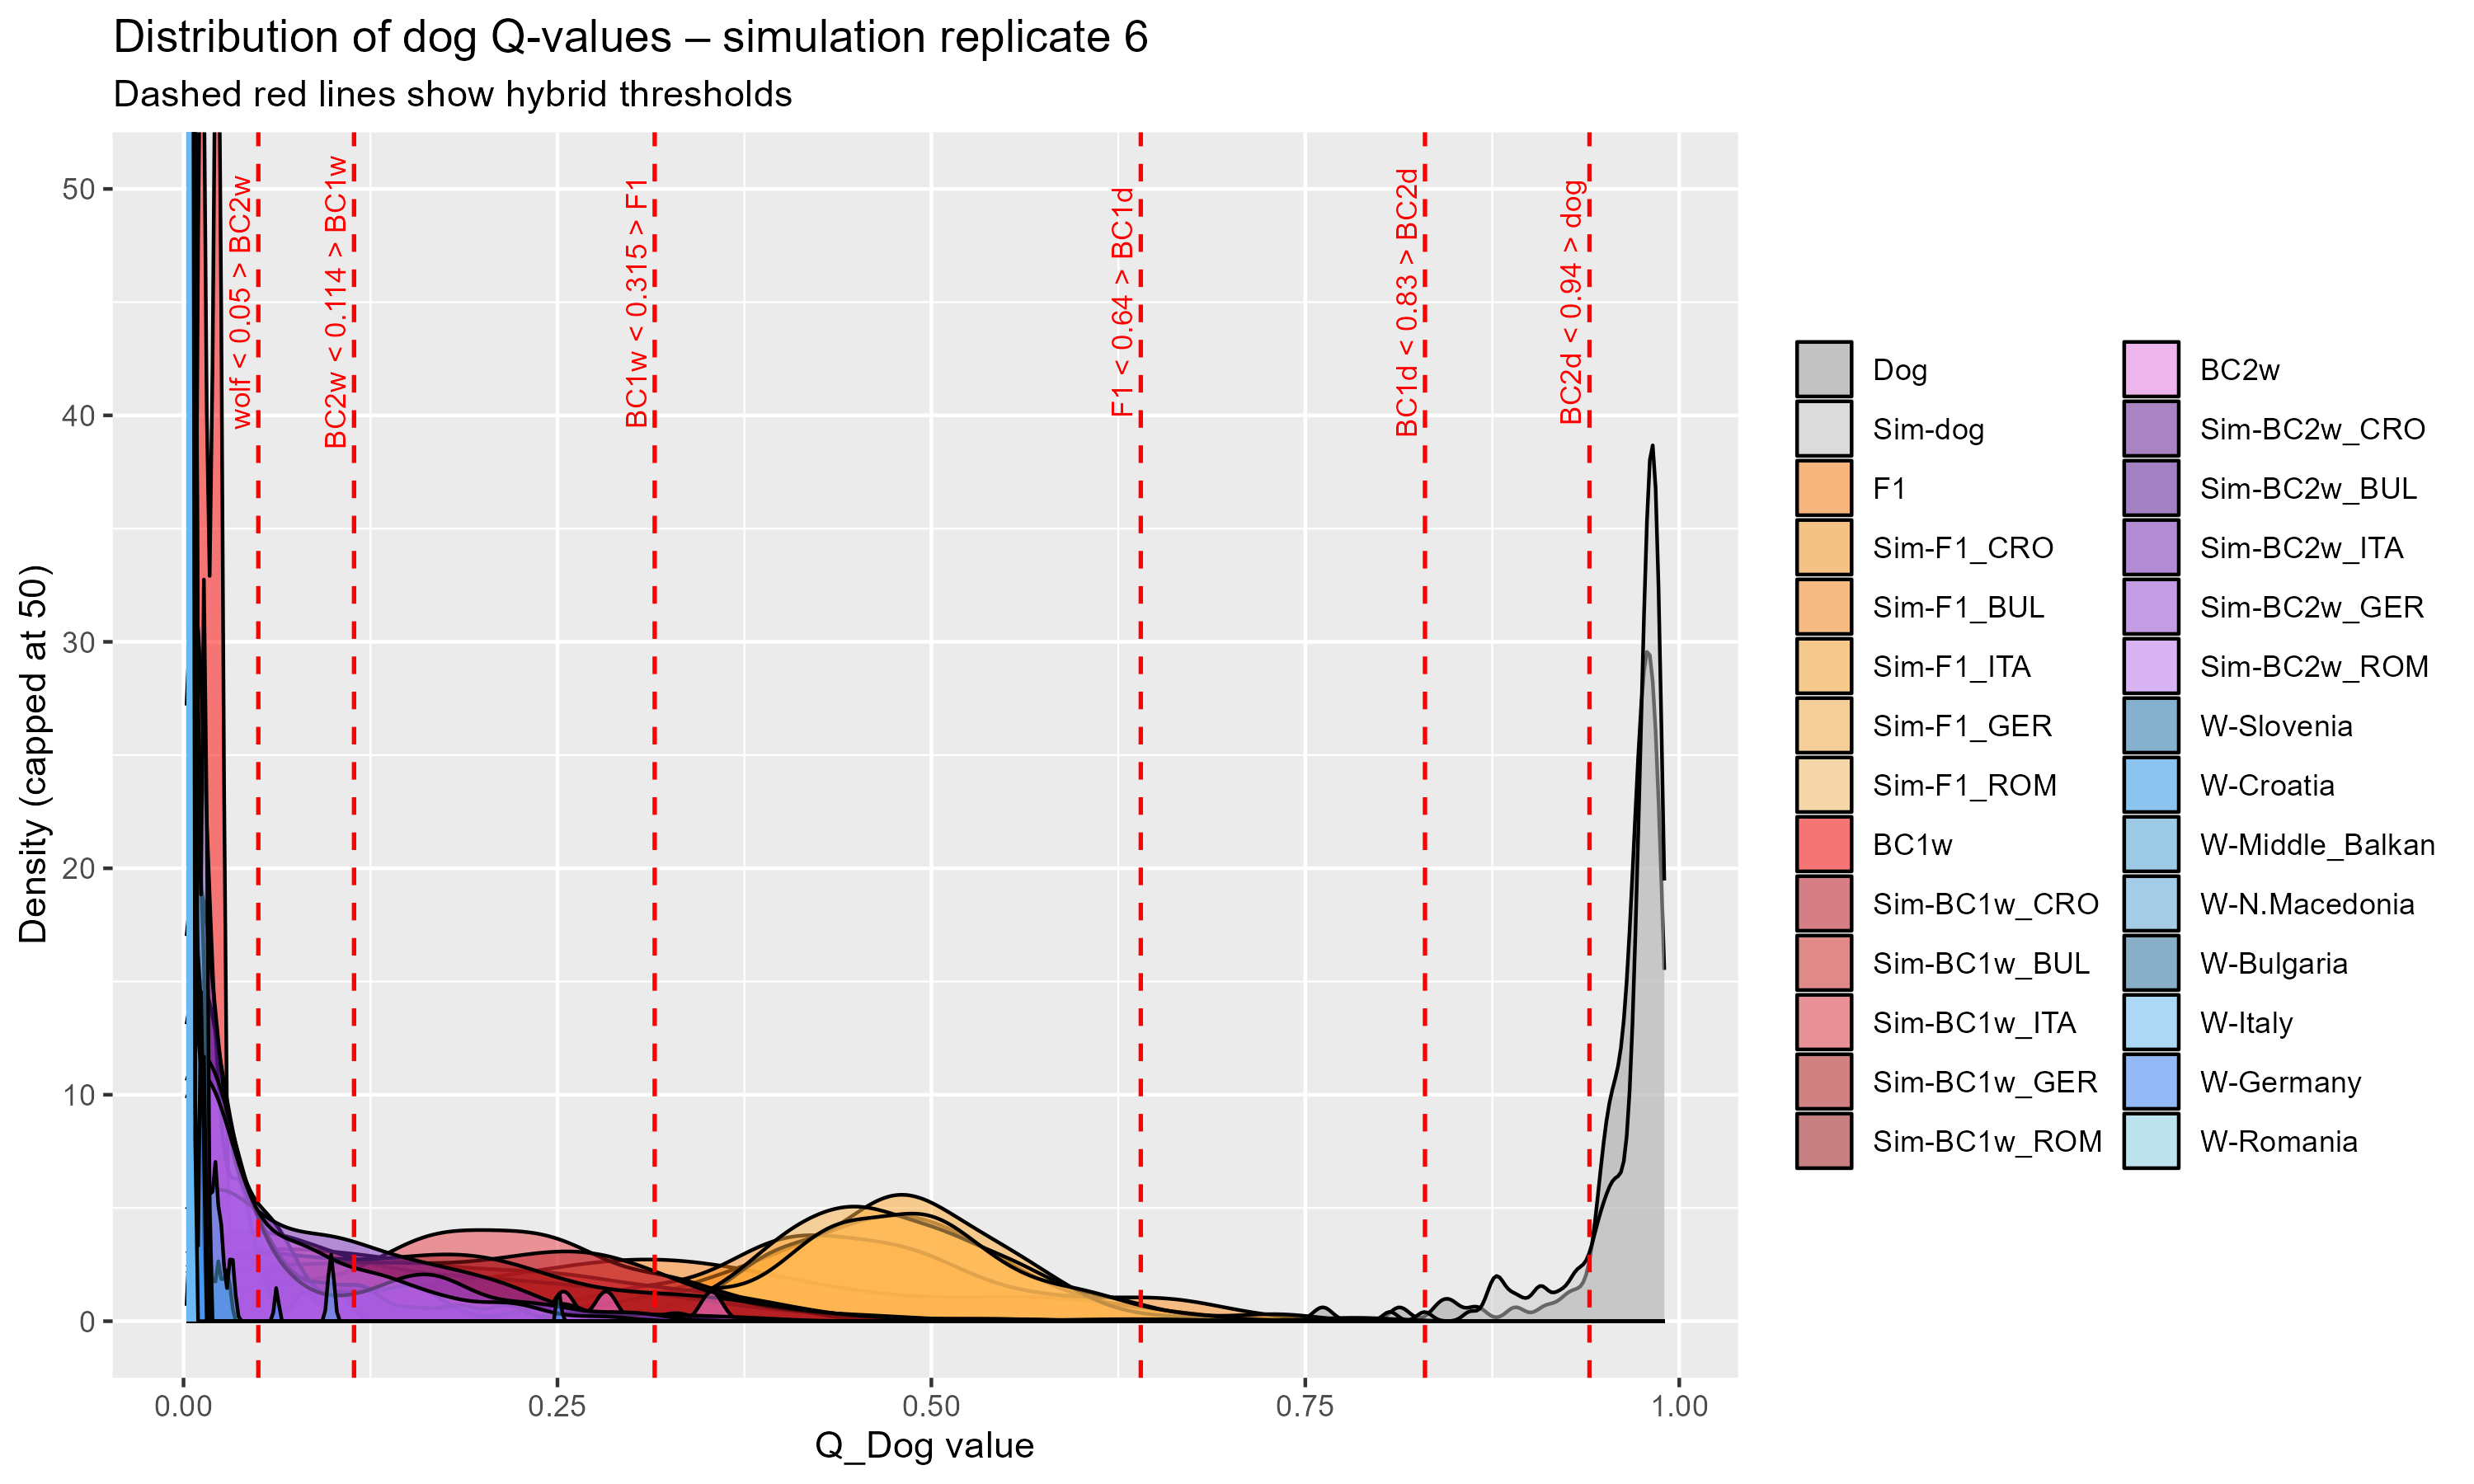 Distribution of dog Q-values – simulation replicate 6
Dashed red lines show hybrid thresholds
Density (capped at 50)
50
40
30
20
10
0
wolf < 0.05 > BC2w
BC2w < 0.114 > BC1w
BC1w < 0.315 > F1
F1 < 0.64 > BC1d
BC1d < 0.83 > BC2d
BC2d < 0.94 > dog
0.00
0.25
0.50
0.75
1.00
Q_Dog value
Dog
Sim-dog
F1
Sim-F1_CRO
Sim-F1_BUL
Sim-F1_ITA
Sim-F1_GER
Sim-F1_ROM
BC1w
Sim-BC1w_CRO
Sim-BC1w_BUL
Sim-BC1w_ITA
Sim-BC1w_GER
Sim-BC1w_ROM
BC2w
Sim-BC2w_CRO
Sim-BC2w_BUL
Sim-BC2w_ITA
Sim-BC2w_GER
Sim-BC2w_ROM
W-Slovenia
W-Croatia
W-Middle_Balkan
W-N.Macedonia
W-Bulgaria
W-Italy
W-Germany
W-Romania